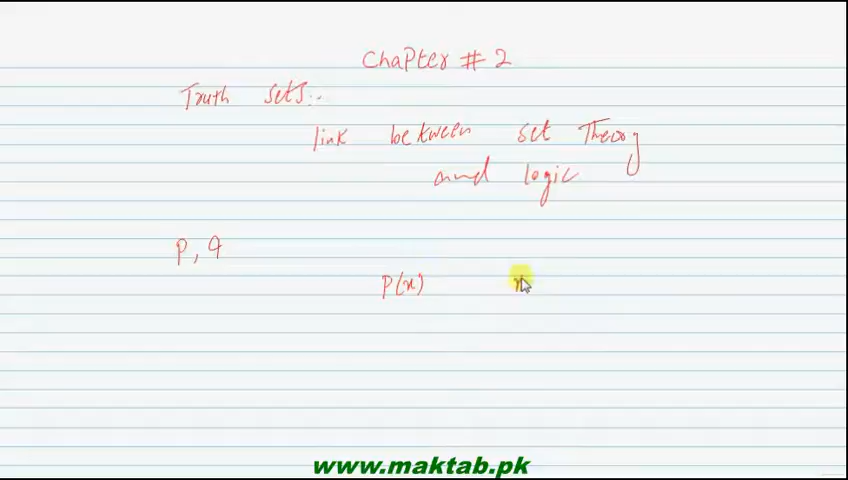 Chapter # 2
Truth sets:-
link between set Theory
and logic
P, q
P(x) x
www.maktab.pk